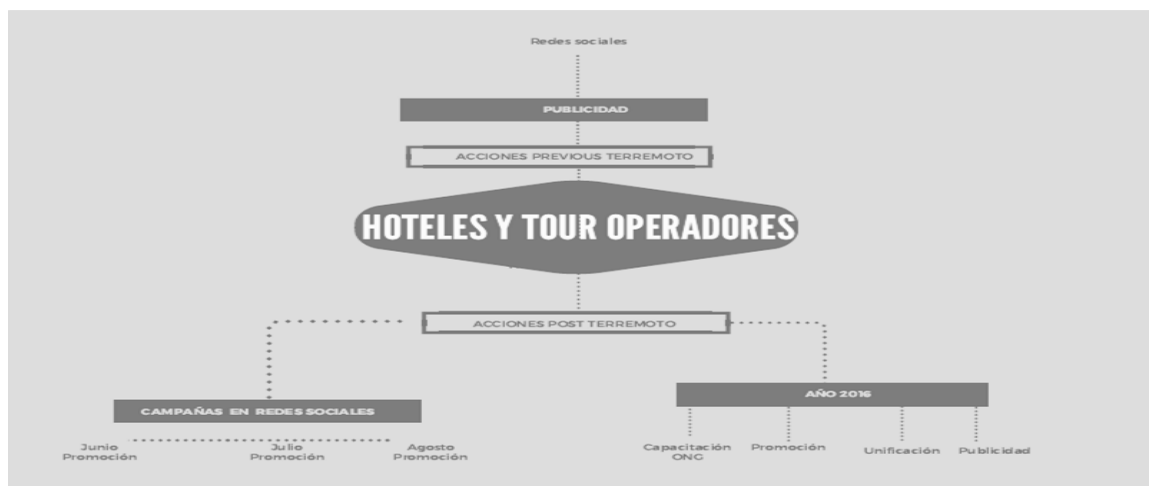 Redes sociales
PUBLICIDAD
ACCIONES PREVIOUS TERREMOTO
HOTELES Y TOUR OPERADORES
ACCIONES POST TERREMOTO
CAMPAÑAS EN REDES SOCIALES
Junio
Promoción
Julio
Promoción
Agosto
Promoción
AÑO 2016
Capacitación
ONG
Promoción
Unificación
Publicidad